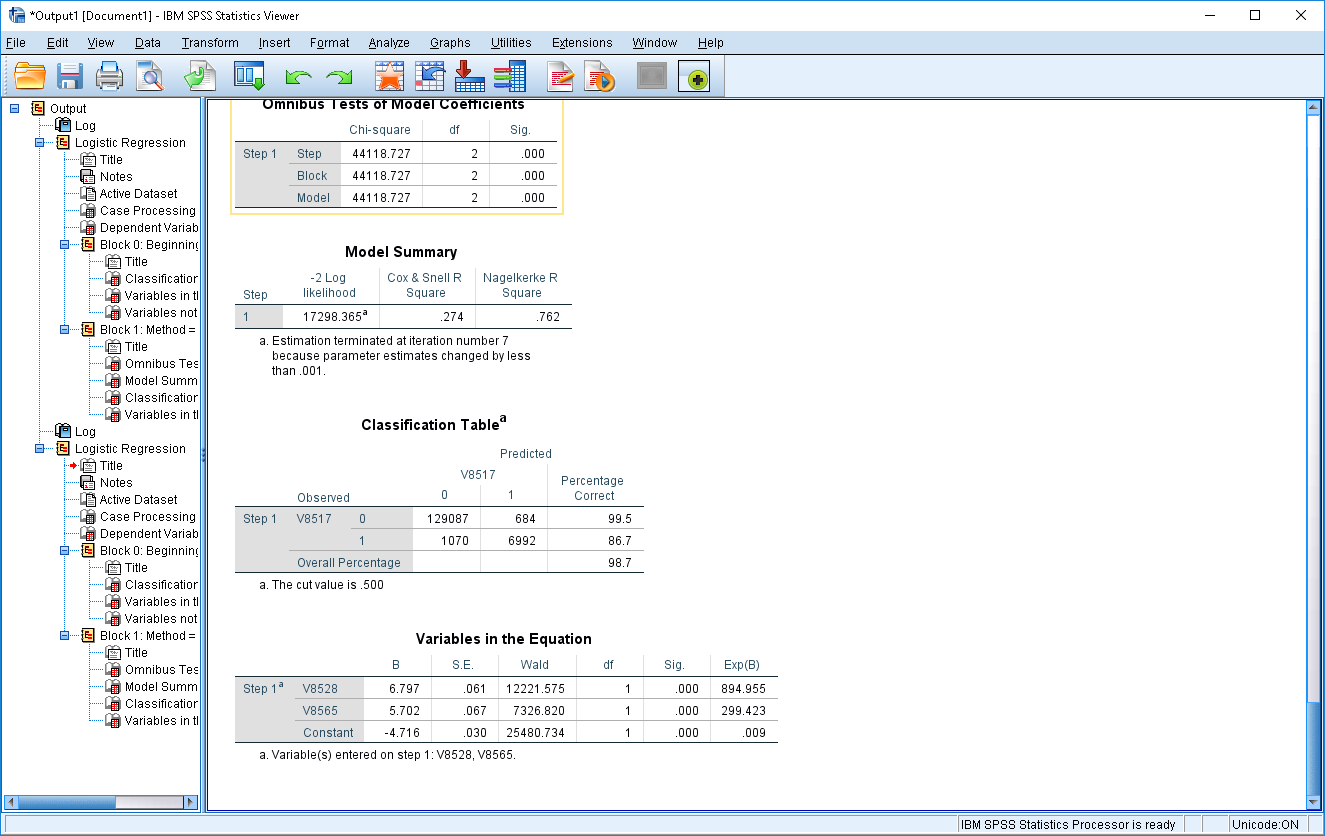 *Output1 [Document1] - IBM SPSS Statistics Viewer
File Edit View Data Transform Insert Format Analyze Graphs Utilities Extensions Window Help
Output
Log
Logistic Regression
Title
Notes
Active Dataset
Case Processing
Dependent Variab
Block 0: Beginning
Title
Classification
Variables in tl
Variables not
Block 1: Method =
Title
Omnibus Tes
Model Summ
Classification
Variables in tl
Log
Logistic Regression
Title
Notes
Active Dataset
Case Processing
Dependent Variab
Block 0: Beginning
Title
Classification
Variables in tl
Variables not
Block 1: Method =
Title
Omnibus Tes
Model Summ
Classification
Variables in tl
Omnibus Tests of Model Coefficients
Chi-square df Sig.
Step 1 Step 44118.727 2 .000
Block 44118.727 2 .000
Model 44118.727 2 .000
Model Summary
-2 Log Cox & Snell R Nagelkerke R
Step likelihood Square Square
1 17298.365a .274 .762
a. Estimation terminated at iteration number 7
because parameter estimates changed by less
than .001.
Classification Tablea
Predicted
V8517 Percentage
Observed 0 1 Correct
Step 1 V8517 0 129087 684 99.5
1 1070 6992 86.7
Overall Percentage 98.7
a. The cut value is .500
Variables in the Equation
B S.E. Wald df Sig. Exp(B)
Step 1a V8528 6.797 .061 12221.575 1 .000 894.955
V8565 5.702 .067 7326.820 1 .000 299.423
Constant -4.716 .030 25480.734 1 .000 .009
a. Variable(s) entered on step 1: V8528, V8565.
IBM SPSS Statistics Processor is ready Unicode:ON